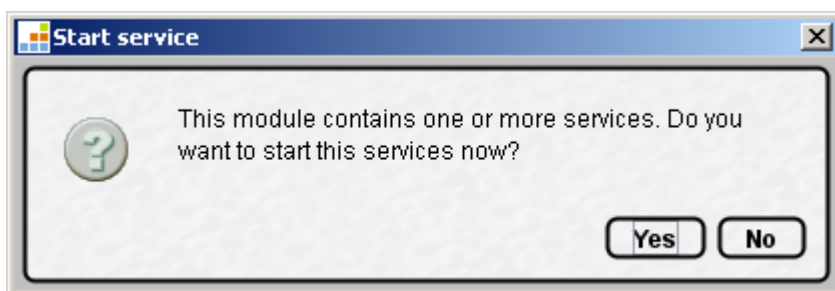 Start service
This module contains one or more services. Do you
want to start this services now?
Yes No